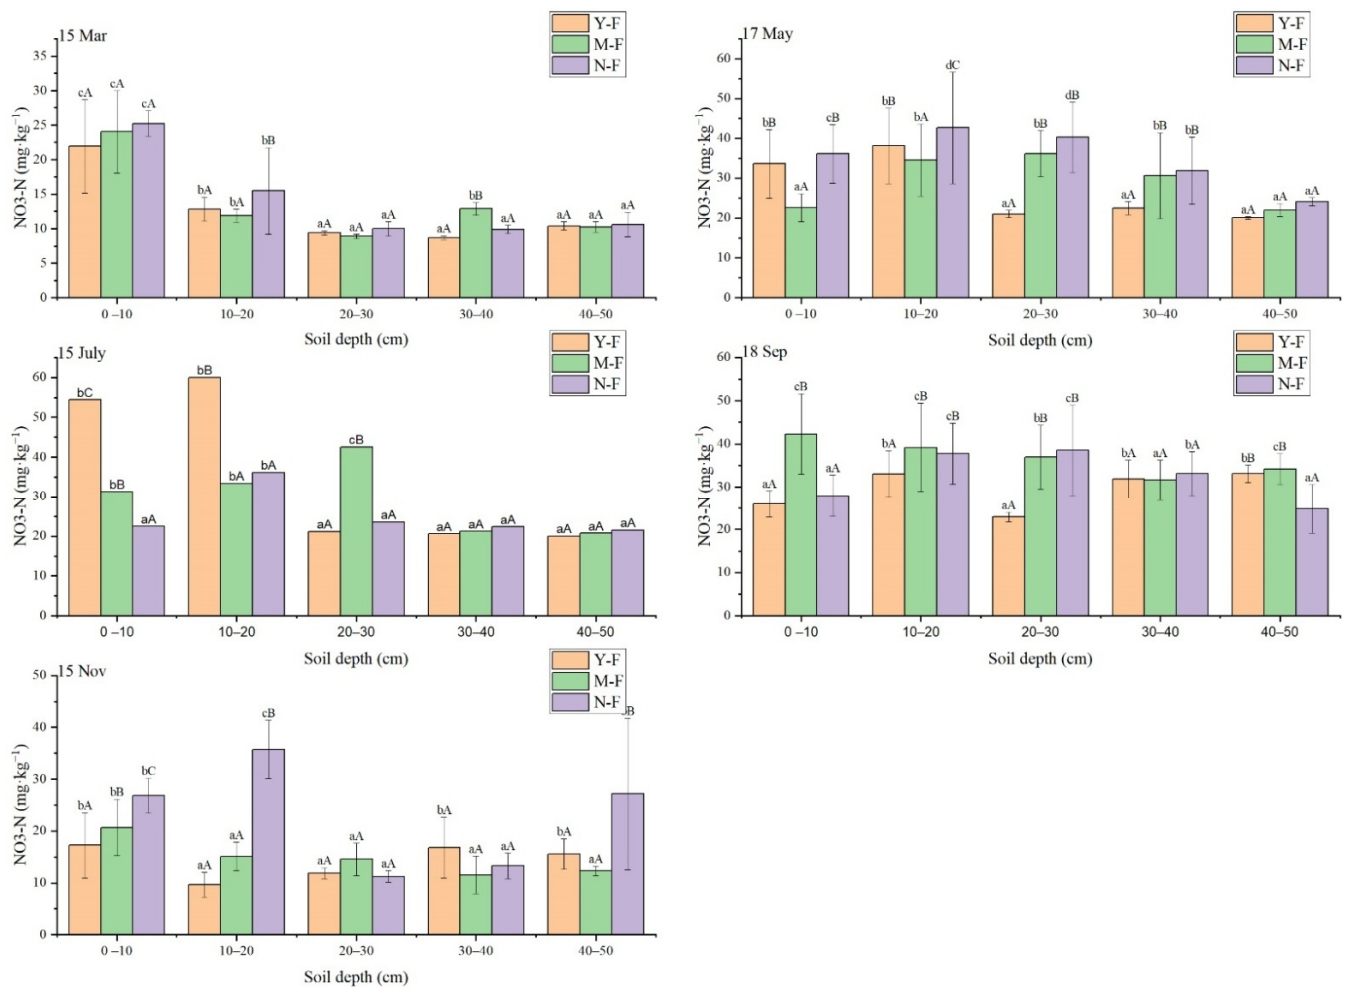 15 Mar
Y-F
M-F
N-F
NO3-N (mg·kg⁻¹)
35
30
25
20
15
10
5
0
cA cA cA
bA bA bB
aA aA aA
aA bB aA
aA aA aA
0 –10 10–20 20–30 30–40 40–50
Soil depth (cm)
17 May
Y-F
M-F
N-F
NO3-N (mg·kg⁻¹)
60
50
40
30
20
10
0
bB aA cB
bB bA dC
aA bB dB
aA bB bB
aA aA aA
0 –10 10–20 20–30 30–40 40–50
Soil depth (cm)
15 July
Y-F
M-F
N-F
NO3-N (mg·kg⁻¹)
60
50
40
30
20
10
0
bC bB aA
bB bA bA
aA cB aA
aA aA aA
aA aA aA
0 –10 10–20 20–30 30–40 40–50
Soil depth (cm)
18 Sep
Y-F
M-F
N-F
NO3-N (mg·kg⁻¹)
60
50
40
30
20
10
0
aA cB aA
bA cB cB
aA bB cB
bA aA bA
bB cB aA
0 –10 10–20 20–30 30–40 40–50
Soil depth (cm)
15 Nov
Y-F
M-F
N-F
NO3-N (mg·kg⁻¹)
50
40
30
20
10
0
bA bB bC
aA aA cB
aA aA aA
bA aA aA
bA aA
0 –10 10–20 20–30 30–40 40–50
Soil depth (cm)